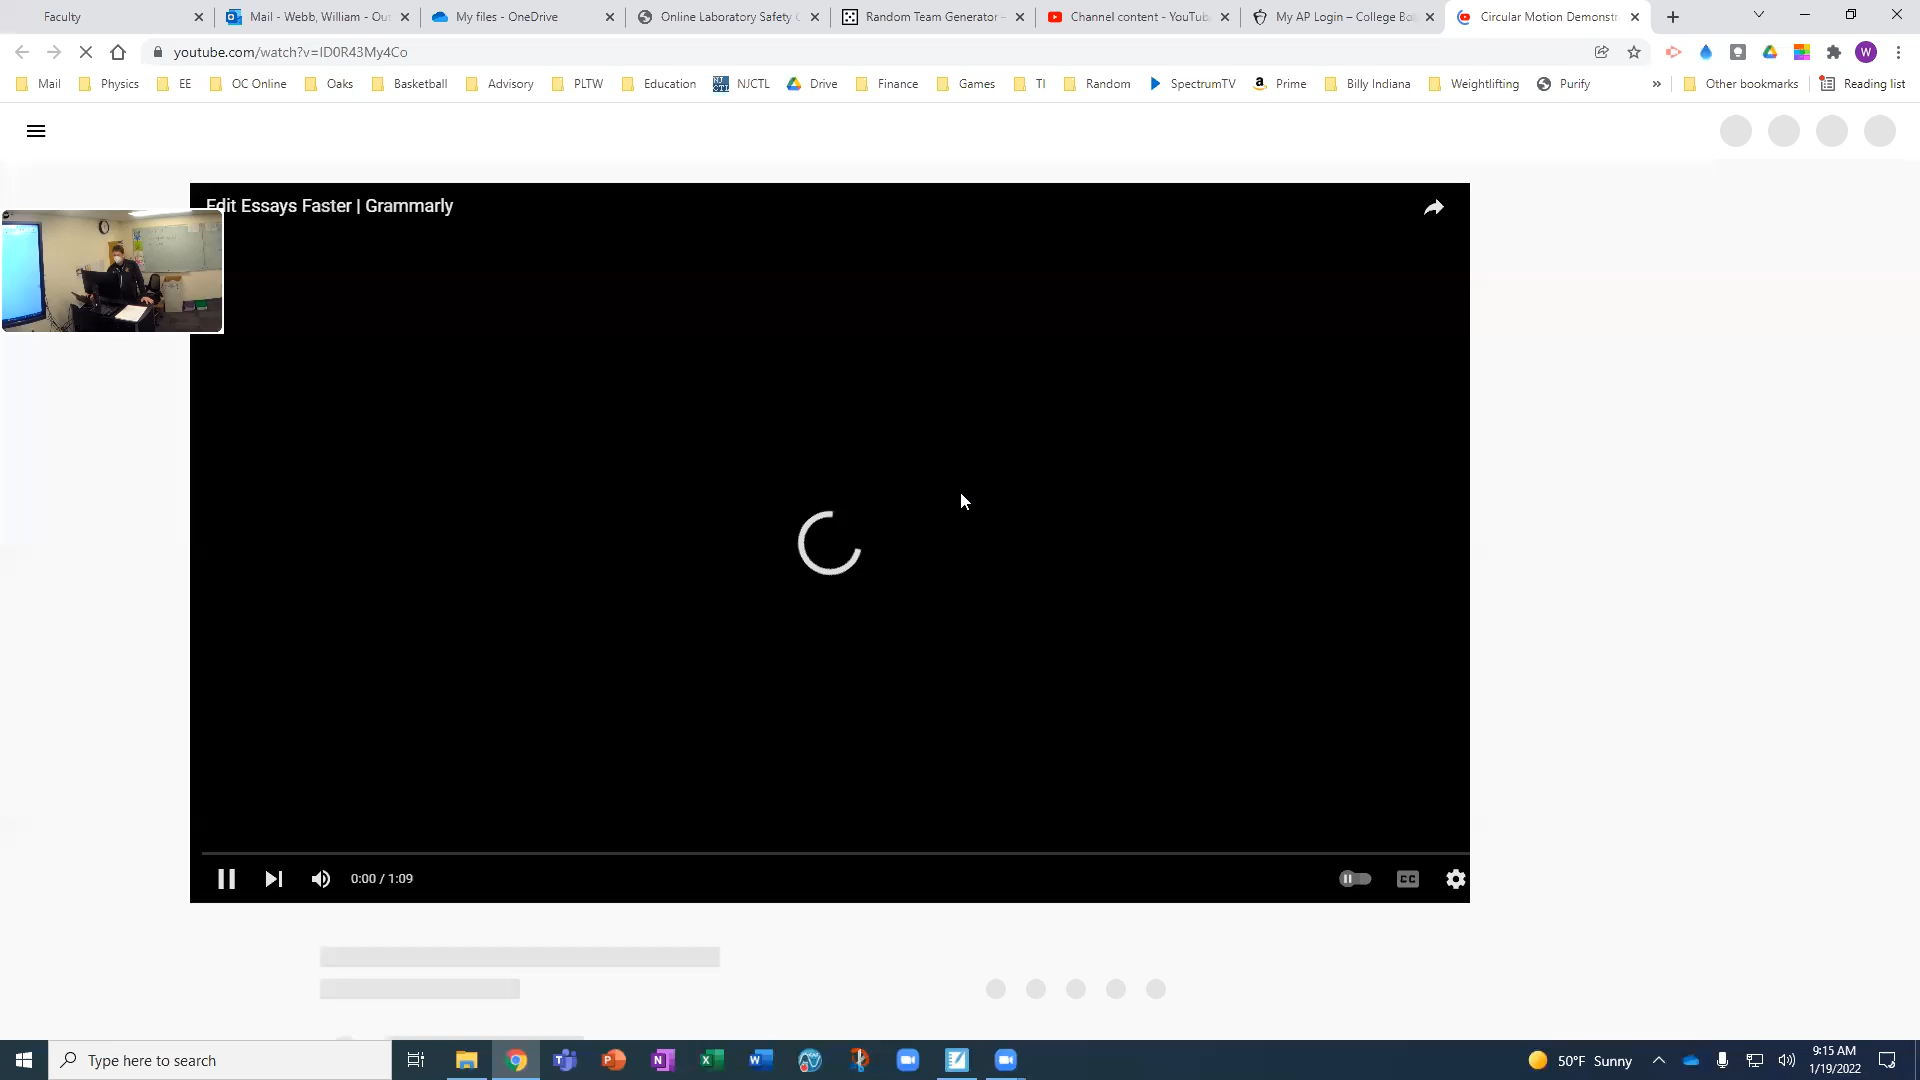 Faculty
Mail - Webb, William - Out
My files - OneDrive
Online Laboratory Safety C
Random Team Generator -
Channel content - YouTub
My AP Login – College Boa
Circular Motion Demonstr
youtube.com/watch?v=ID0R43My4Co
W
Mail
Physics
EE
OC Online
Oaks
Basketball
Advisory
PLTW
Education
NJCTL
Drive
Finance
Games
TI
Random
SpectrumTV
Prime
Billy Indiana
Weightlifting
Purify
Other bookmarks
Reading list
Edit Essays Faster | Grammarly
0:00 / 1:09
CC
Type here to search
50°F Sunny
9:15 AM
1/19/2022